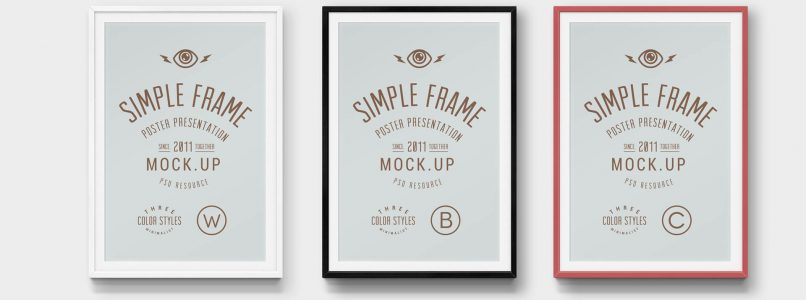 SIMPLE FRAME
POSTER PRESENTATION
SINCE 2011 TOGETHER
MOCK.UP
PSD RESOURCE
THREE
COLOR STYLES
MINIMALIST
W
SIMPLE FRAME
POSTER PRESENTATION
SINCE 2011 TOGETHER
MOCK.UP
PSD RESOURCE
THREE
COLOR STYLES
MINIMALIST
B
SIMPLE FRAME
POSTER PRESENTATION
SINCE 2011 TOGETHER
MOCK.UP
PSD RESOURCE
THREE
COLOR STYLES
MINIMALIST
C